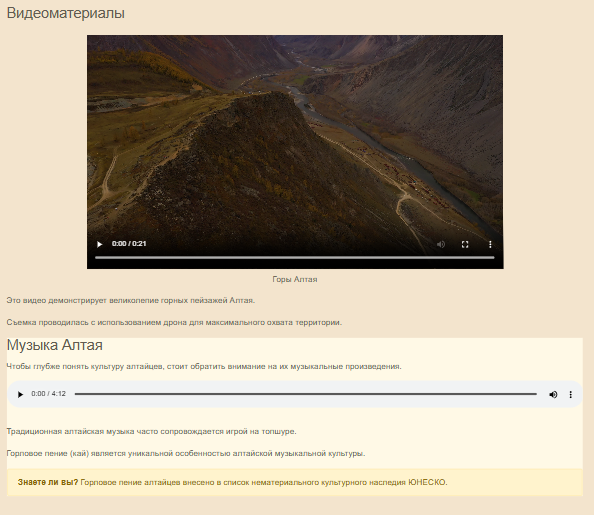 Видеоматериалы
0:00 / 0:21
Горы Алтая
Это видео демонстрирует великолепие горных пейзажей Алтая.
Съемка проводилась с использованием дрона для максимального охвата территории.
Музыка Алтая
Чтобы глубже понять культуру алтайцев, стоит обратить внимание на их музыкальные произведения.
0:00 / 4:12
Традиционная алтайская музыка часто сопровождается игрой на топшуре.
Горловое пение (кай) является уникальной особенностью алтайской музыкальной культуры.
Знаете ли вы? Горловое пение алтайцев внесено в список нематериального культурного наследия ЮНЕСКО.